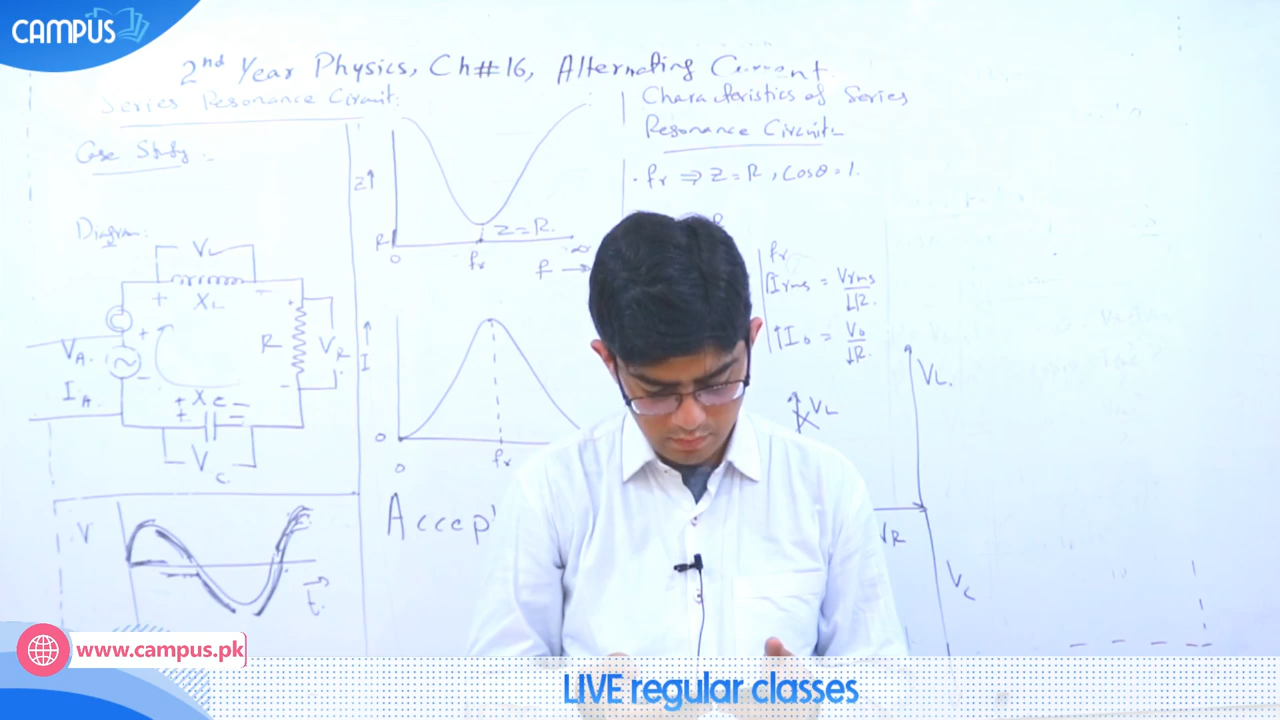 CAMPUS
2nd Year Physics, Ch#16, Alternating Current
Series Resonance Circuit:
Case Study:
Diagram:
VL
+ XL -
+
VA.
-
IA
R
VR
XC
VC
V
t
Z↑
R
0
fr
Z=R.
∞
f →
↑
I
0
0
fr
Accep
Characteristics of Series
Resonance Circuit:
. fr ⇒ Z = R, Cosθ = 1.
R
fr
Irms = Vrms
↓R.
↑I0 = V0
↓R.
VL
VL.
VR
VC
www.campus.pk
LIVE regular classes